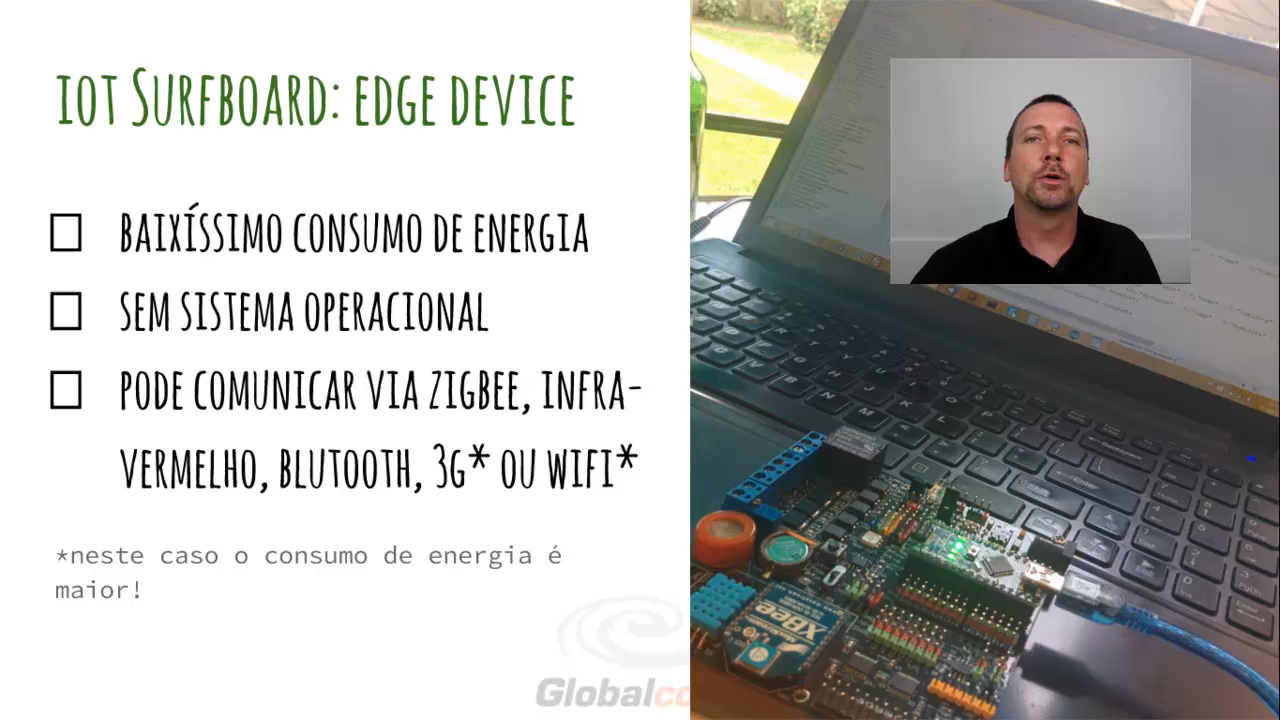 iot Surfboard: edge device
☐ baixíssimo consumo de energia
☐ sem sistema operacional
☐ pode comunicar via zigbee, infra-
vermelho, blutooth, 3g* ou wifi*
*neste caso o consumo de energia é
maior!
Globalco
XBee